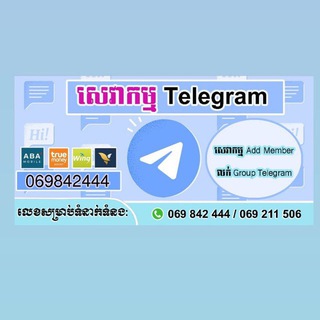 សេវាកម្ម Telegram
Hi!
ABA
MOBILE
true
money
Wing
069842444
សេវាកម្ម Add Member
លក់ Group Telegram
លេខសម្រាប់ទំនាក់ទំនង:
069 842 444 / 069 211 506